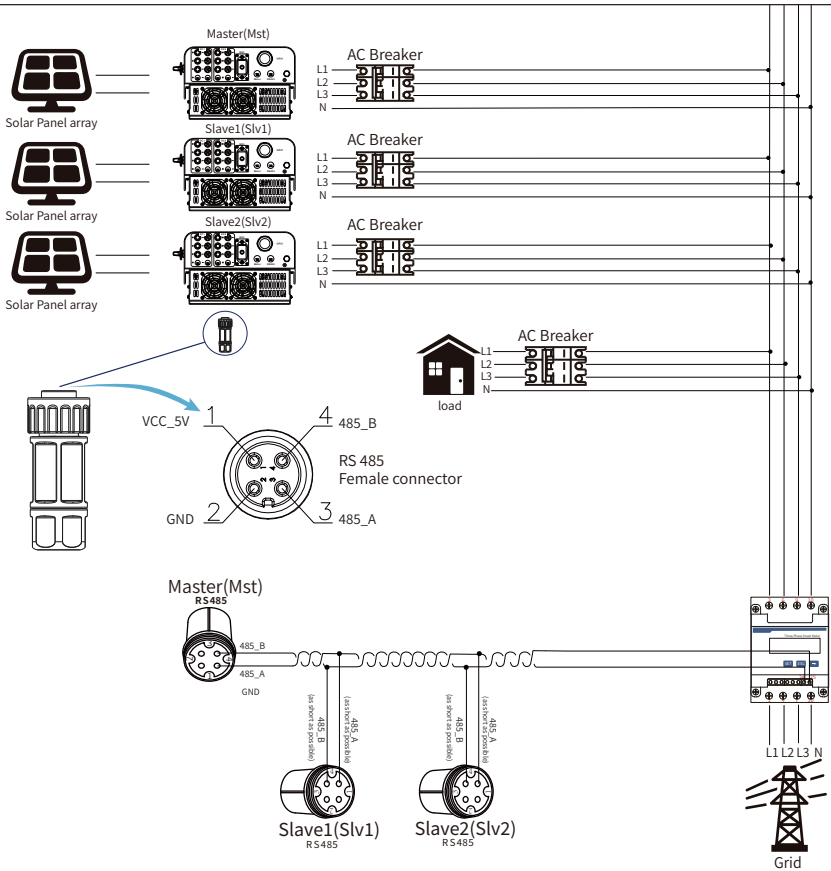 Master(Mst)
Solar Panel array
AC Breaker
L1
L2
L3
N
Slave1(Slv1)
Solar Panel array
AC Breaker
L1
L2
L3
N
Slave2(Slv2)
Solar Panel array
AC Breaker
L1
L2
L3
N
AC Breaker
L1
L2
L3
N
load
VCC_5V
1
4
485_B
1
4
2
3
RS 485
Female connector
GND
2
3
485_A
Master(Mst)
RS485
485_B
485_A
GND
485_B
(as short as possible)
485_A
(as short as possible)
485_B
(as short as possible)
485_A
(as short as possible)
Slave1(Slv1)
RS485
Slave2(Slv2)
RS485
L1 L2 L3 N
Grid